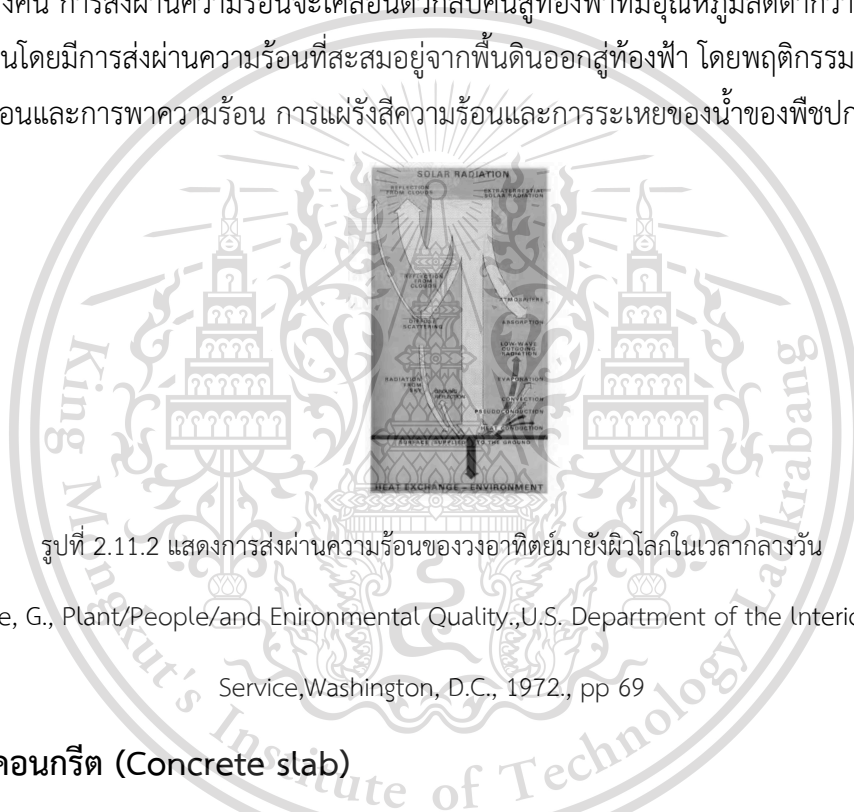 งคืน การส่งผ่านความร้อนจะเคลื่อนตัวกลับคืนสู่ท้องฟ้าที่มีอุณหภูมิลดต่ำกว่า
นโดยมีการส่งผ่านความร้อนที่สะสมอยู่จากพื้นดินออกสู่ท้องฟ้า โดยพฤติกรรม
อนและการพาความร้อน การแผ่รังสีความร้อนและการระเหยของน้ำของพืชปก
SOLAR RADIATION
REFLECTION
FROM CLOUDS
EXTRATERRESTRIAL
SOLAR RADIATION
REFLECTION
FROM
CLOUDS
ATMOSPHERE
DIFFUSE
SCATTERING
ABSORPTION
LOW-WAVE
OUTGOING
RADIATION
RADIATION
FROM
SKY
GROUND
REFLECTION
EVAPORATION
CONVECTION
PSEUDOCONDUCTION
HEAT CONDUCTION
SURFACE TO THE GROUND
HEAT EXCHANGE - ENVIRONMENT
รูปที่ 2.11.2 แสดงการส่งผ่านความร้อนของวงอาทิตย์มายังผิวโลกในเวลากลางวัน
e, G., Plant/People/and Enironmental Quality.,U.S. Department of the lnteric
Service,Washington, D.C., 1972., pp 69
คอนกรีต (Concrete slab)
King Mongkut's Institute of Technology Ladkrabang